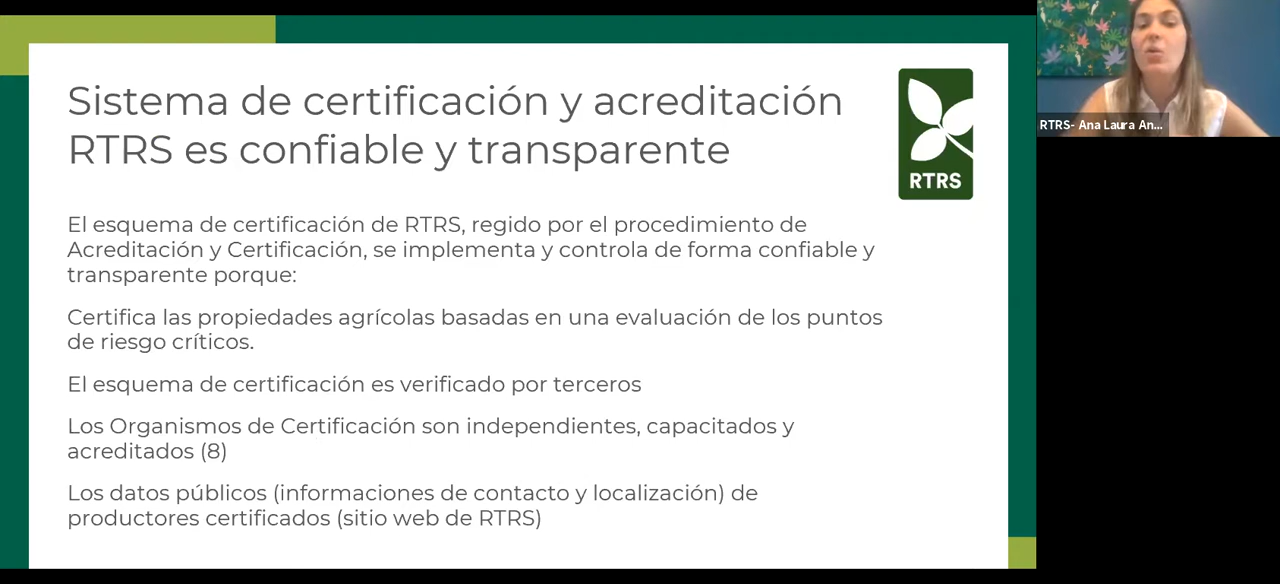 Sistema de certificación y acreditación
RTRS es confiable y transparente
RTRS
El esquema de certificación de RTRS, regido por el procedimiento de
Acreditación y Certificación, se implementa y controla de forma confiable y
transparente porque:
Certifica las propiedades agrícolas basadas en una evaluación de los puntos
de riesgo críticos.
El esquema de certificación es verificado por terceros
Los Organismos de Certificación son independientes, capacitados y
acreditados (8)
Los datos públicos (informaciones de contacto y localización) de
productores certificados (sitio web de RTRS)
RTRS- Ana Laura An...